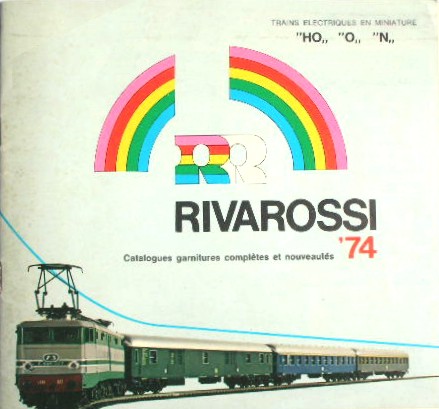 TRAINS ELECTRIQUES EN MINIATURE
"HO„ "O„ "N„
RR
RIVAROSSI
'74
Catalogues garnitures complètes et nouveautés